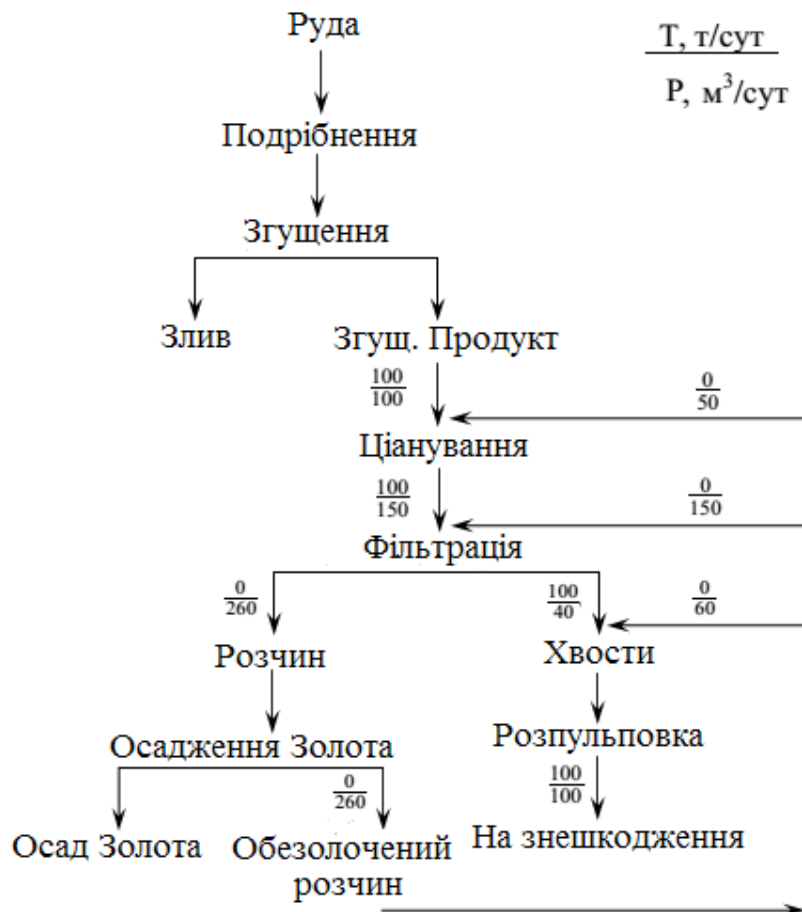 Руда
Т, т/сут
Р, м³/сут
Подрібнення
Згущення
Злив
Згущ. Продукт
100
100
0
50
Ціанування
100
150
0
150
Фільтрація
0
260
100
40
0
60
Розчин
Хвости
Осадження Золота
Розпульповка
0
260
100
100
Осад Золота
Обезолочений
розчин
На знешкодження